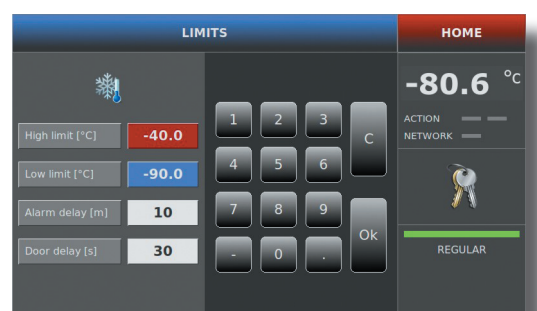 LIMITS
HOME
-80.6 °C
ACTION
NETWORK
High limit [°C] -40.0
Low limit [°C] -90.0
Alarm delay [m] 10
Door delay [s] 30
1 2 3 C
4 5 6
7 8 9 Ok
- 0 .
REGULAR